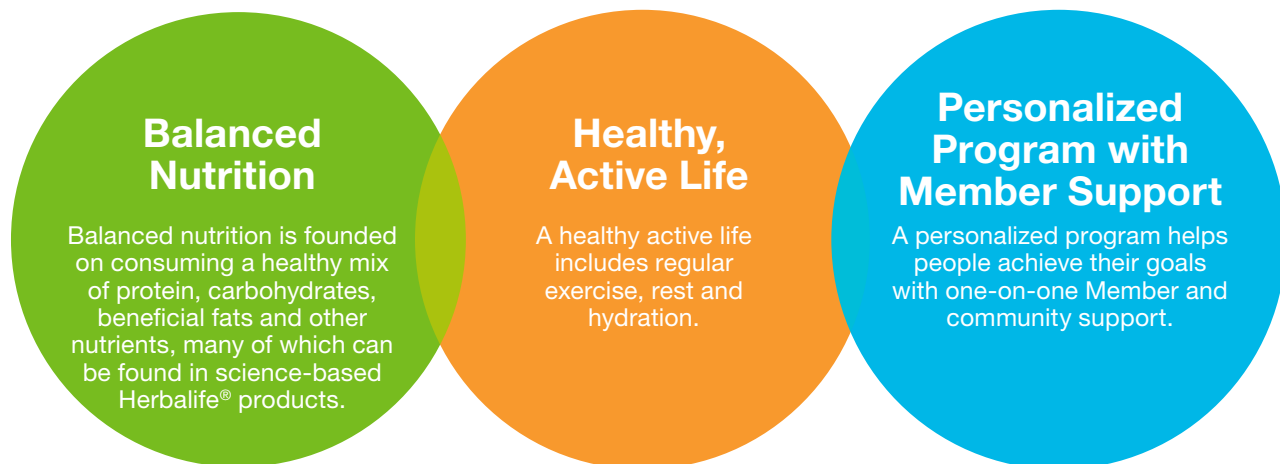 Balanced
Nutrition
Balanced nutrition is founded
on consuming a healthy mix
of protein, carbohydrates,
beneficial fats and other
nutrients, many of which can
be found in science-based
Herbalife® products.
Healthy,
Active Life
A healthy active life
includes regular
exercise, rest and
hydration.
Personalized
Program with
Member Support
A personalized program helps
people achieve their goals
with one-on-one Member and
community support.